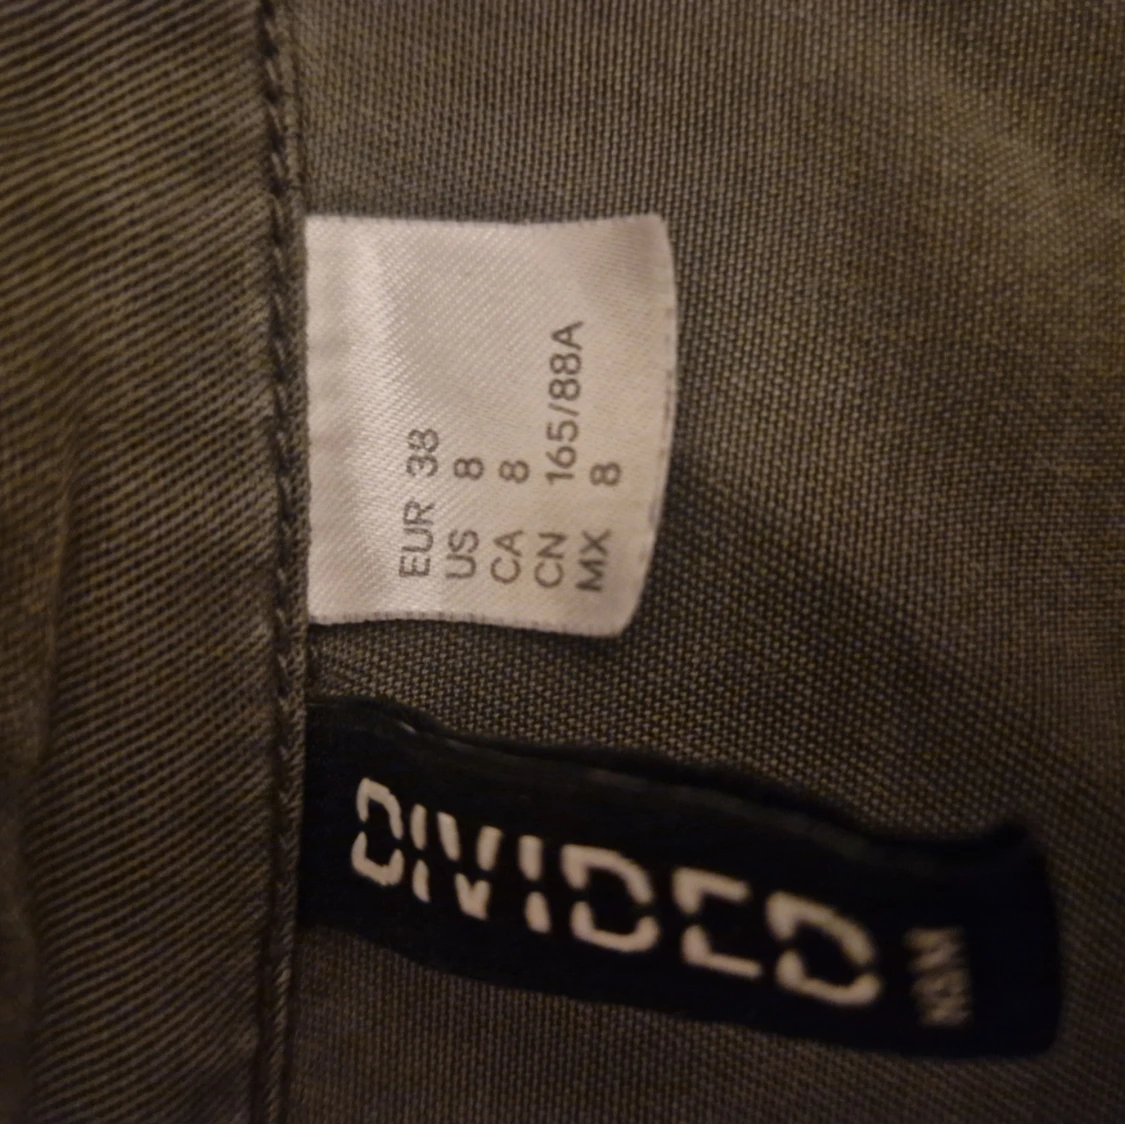 EUR 38
US 8
CA 8
CN 165/88A
MX 8
DIVIDED
H&M